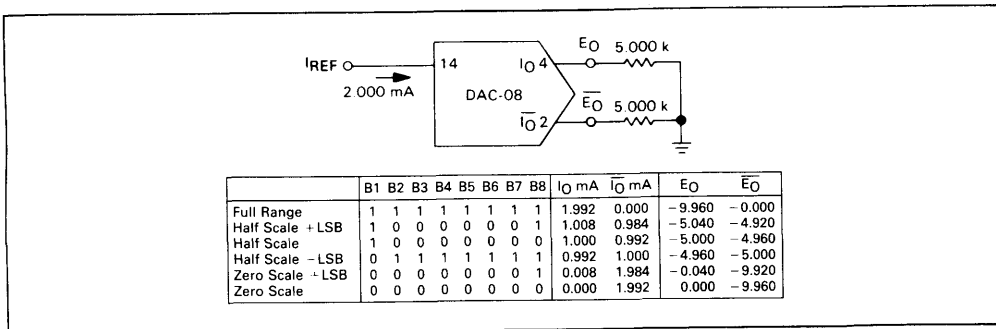 EO 5.000 k
IREF 14 IO 4
2.000 mA DAC-08
EO 5.000 k
IO 2
B1 B2 B3 B4 B5 B6 B7 B8 IO mA IO mA EO EO
Full Range 1 1 1 1 1 1 1 1 1.992 0.000 −9.960 −0.000
Half Scale +LSB 1 0 0 0 0 0 0 1 1.008 0.984 −5.040 −4.920
Half Scale 1 0 0 0 0 0 0 0 1.000 0.992 −5.000 −4.960
Half Scale −LSB 0 1 1 1 1 1 1 1 0.992 1.000 −4.960 −5.000
Zero Scale +LSB 0 0 0 0 0 0 0 1 0.008 1.984 −0.040 −9.920
Zero Scale 0 0 0 0 0 0 0 0 0.000 1.992 0.000 −9.960